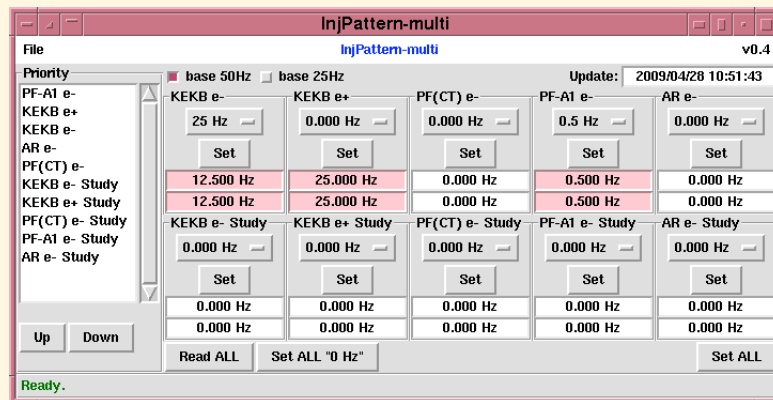 InjPattern-multi
File InjPattern-multi v0.4
Priority
PF-A1 e-
KEKB e+
KEKB e-
AR e-
PF(CT) e-
KEKB e- Study
KEKB e+ Study
PF(CT) e- Study
PF-A1 e- Study
AR e- Study
Up Down
base 50Hz base 25Hz Update: 2009/04/28 10:51:43
KEKB e- KEKB e+ PF(CT) e- PF-A1 e- AR e-
25 Hz 0.000 Hz 0.000 Hz 0.5 Hz 0.000 Hz
Set Set Set Set Set
12.500 Hz 25.000 Hz 0.000 Hz 0.500 Hz 0.000 Hz
12.500 Hz 25.000 Hz 0.000 Hz 0.500 Hz 0.000 Hz
KEKB e- Study KEKB e+ Study PF(CT) e- Study PF-A1 e- Study AR e- Study
0.000 Hz 0.000 Hz 0.000 Hz 0.000 Hz 0.000 Hz
Set Set Set Set Set
0.000 Hz 0.000 Hz 0.000 Hz 0.000 Hz 0.000 Hz
0.000 Hz 0.000 Hz 0.000 Hz 0.000 Hz 0.000 Hz
Read ALL Set ALL "0 Hz" Set ALL
Ready.